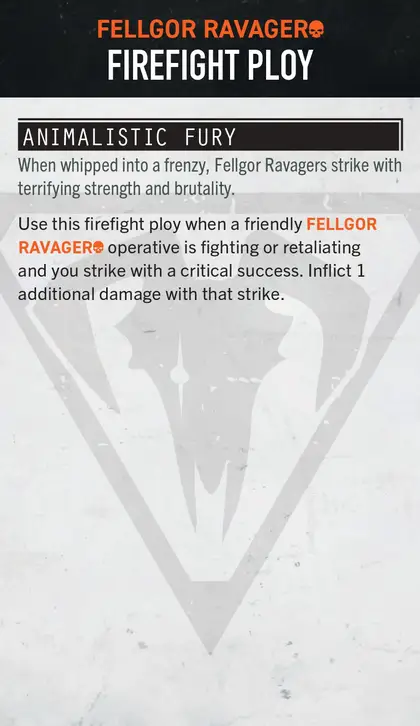 FELLGOR RAVAGER
FIREFIGHT PLOY
ANIMALISTIC FURY
When whipped into a frenzy, Fellgor Ravagers strike with
terrifying strength and brutality.
Use this firefight ploy when a friendly FELLGOR
RAVAGER operative is fighting or retaliating
and you strike with a critical success. Inflict 1
additional damage with that strike.